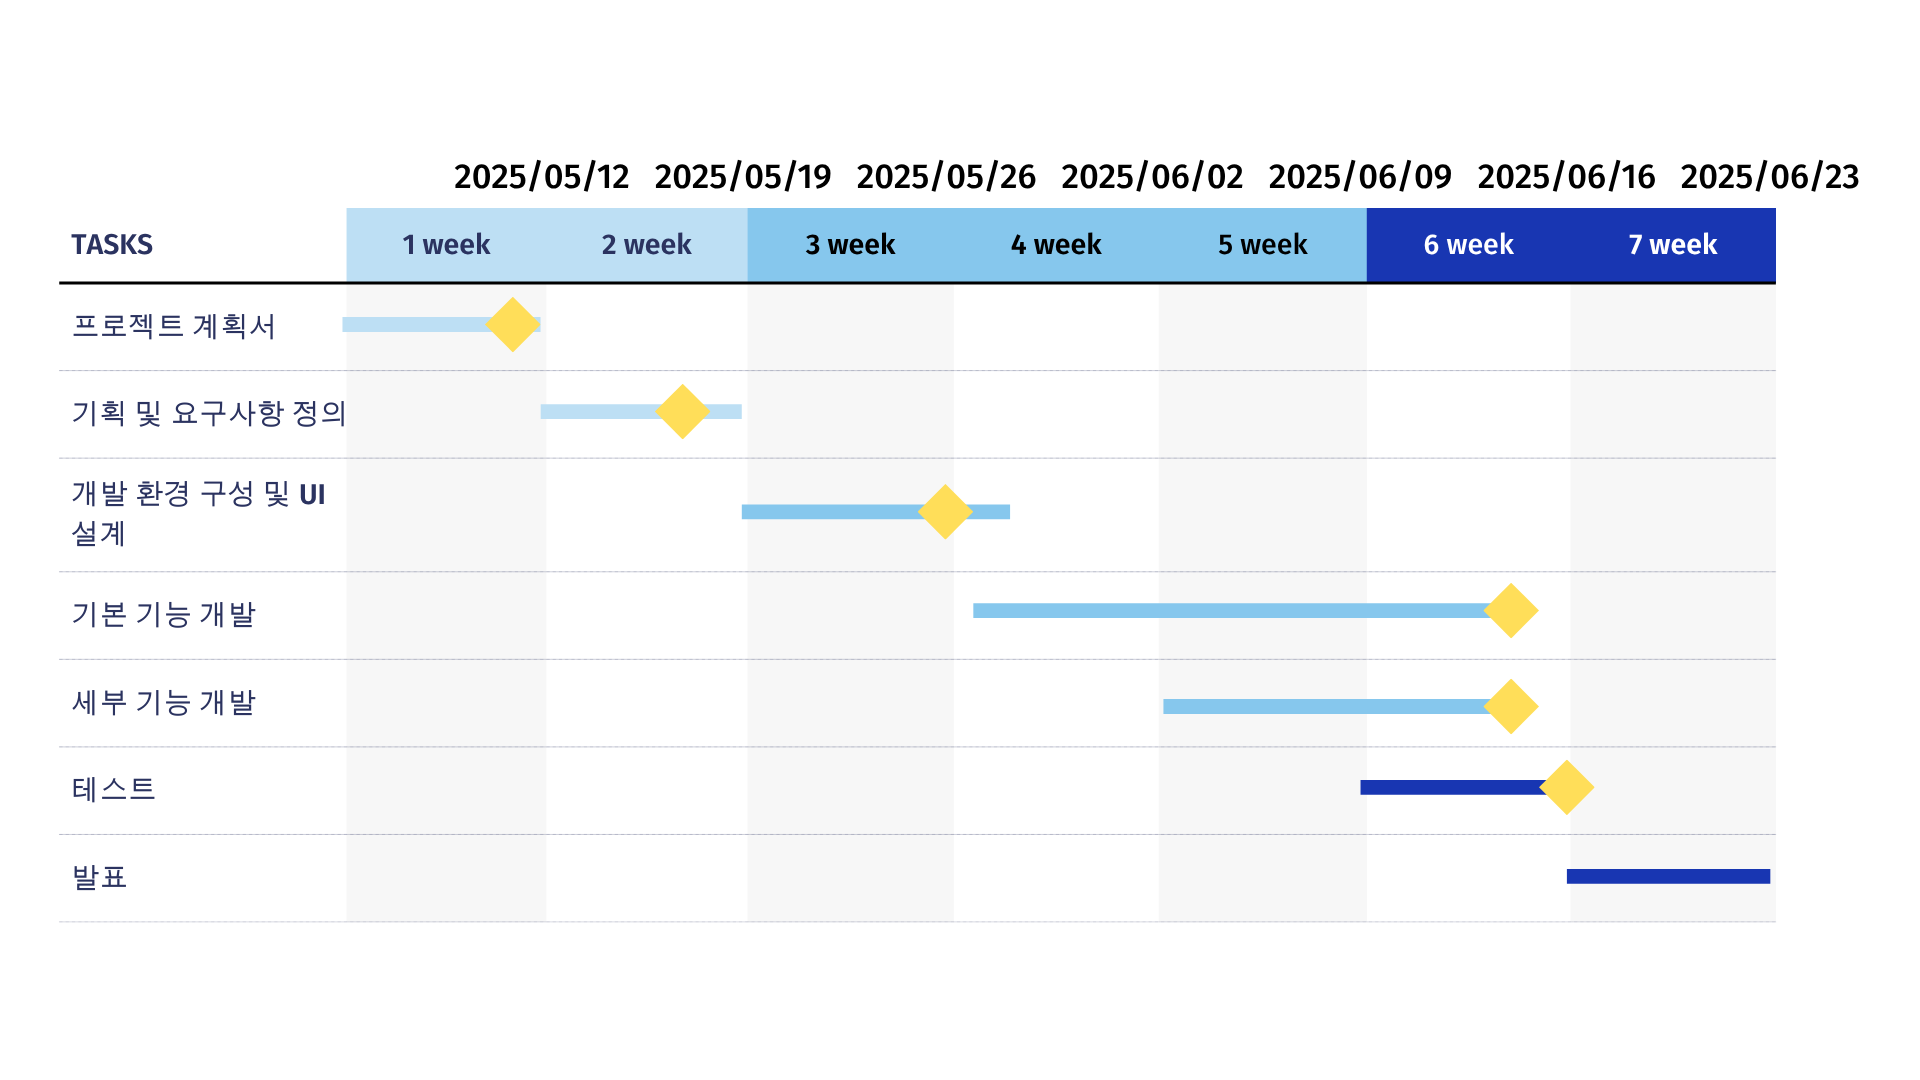 2025/05/12 2025/05/19 2025/05/26 2025/06/02 2025/06/09 2025/06/16 2025/06/23
TASKS 1 week 2 week 3 week 4 week 5 week 6 week 7 week
프로젝트 계획서
기획 및 요구사항 정의
개발 환경 구성 및 UI
설계
기본 기능 개발
세부 기능 개발
테스트
발표